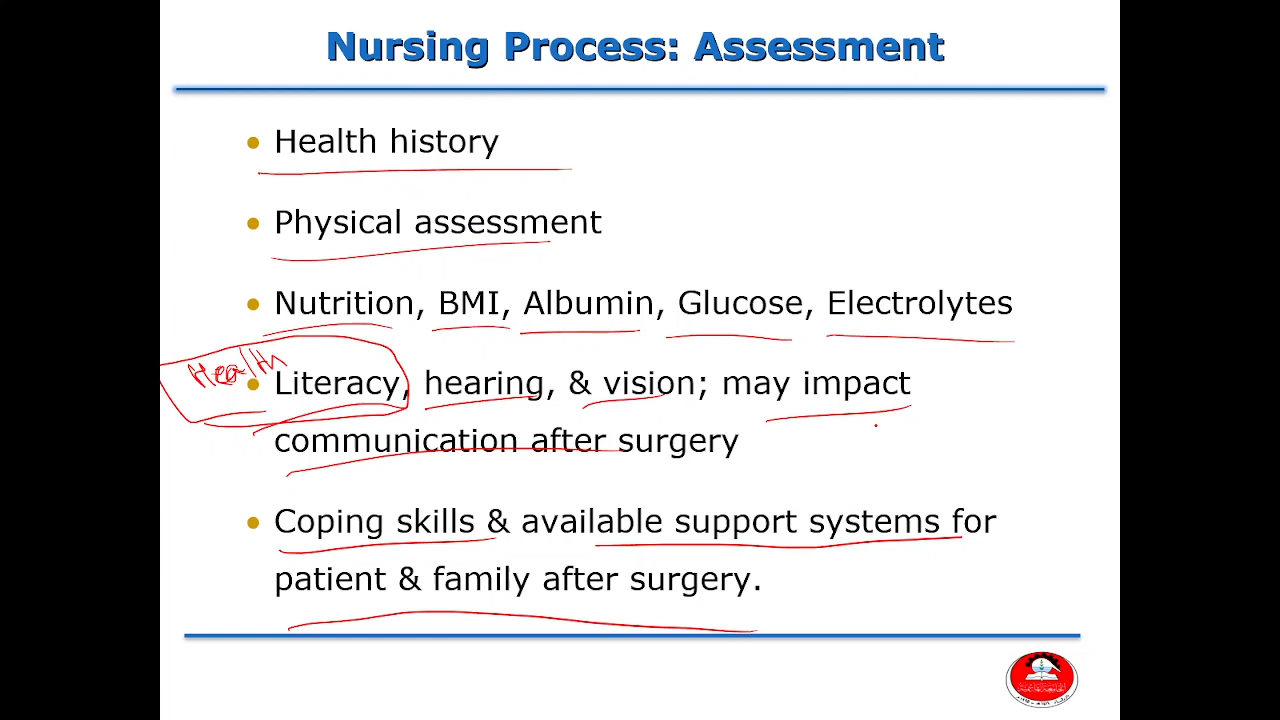 Nursing Process: Assessment
• Health history
• Physical assessment
• Nutrition, BMI, Albumin, Glucose, Electrolytes
Health
• Literacy, hearing, & vision; may impact
communication after surgery
• Coping skills & available support systems for
patient & family after surgery.